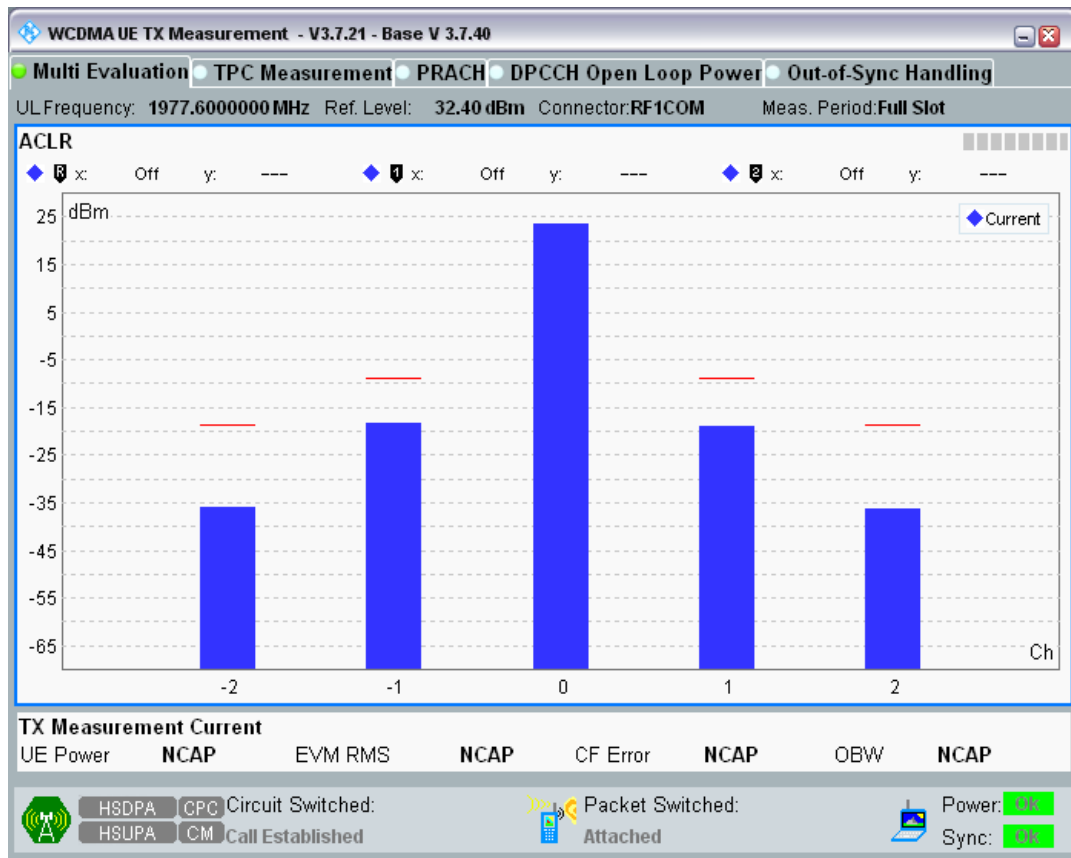 WCDMA UE TX Measurement - V3.7.21 - Base V 3.7.40
Multi Evaluation TPC Measurement PRACH DPCCH Open Loop Power Out-of-Sync Handling
UL Frequency: 1977.6000000 MHz Ref. Level: 32.40 dBm Connector:RF1COM Meas. Period:Full Slot
ACLR
R x: Off y: --- 1 x: Off y: --- 2 x: Off y: ---
dBm
Current
25
15
5
-5
-15
-25
-35
-45
-55
-65
Ch
-2 -1 0 1 2
TX Measurement Current
UE Power NCAP EVM RMS NCAP CF Error NCAP OBW NCAP
HSDPA CPC Circuit Switched: Packet Switched: Power: OK
HSUPA CM Call Established Attached Sync: OK